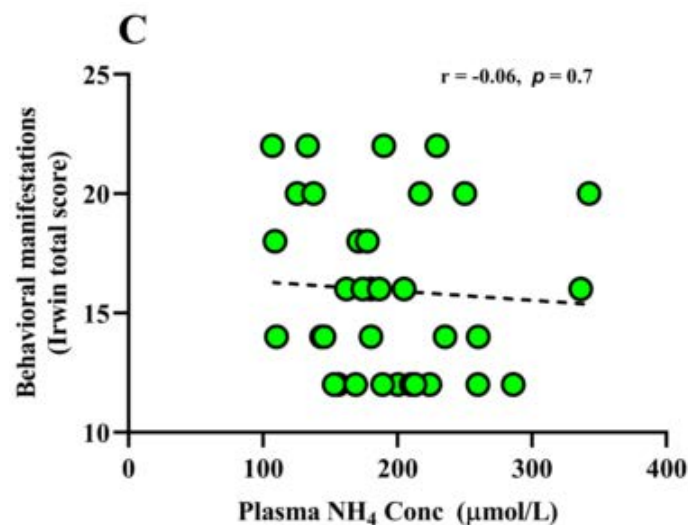 C
r = -0.06, p = 0.7
Behavioral manifestations
(Irwin total score)
25
20
15
10
0
100
200
300
400
Plasma NH₄ Conc (μmol/L)